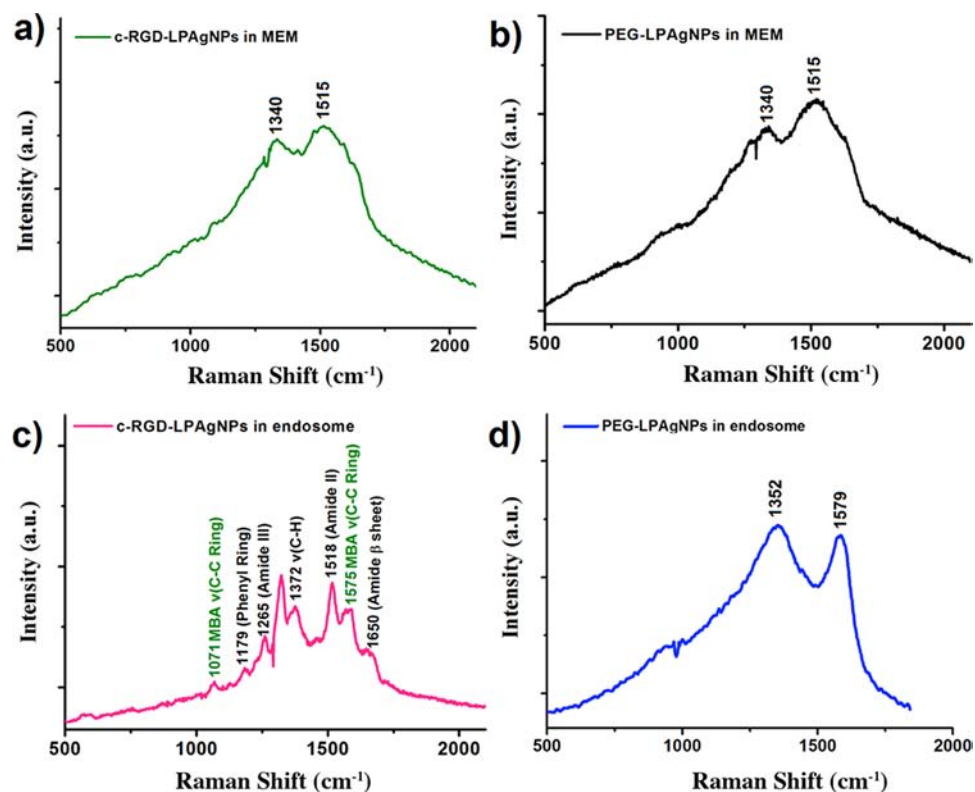 a)
c-RGD-LPAgNPs in MEM
1340
1515
Intensity (a.u.)
500
1000
1500
2000
Raman Shift (cm⁻¹)
b)
PEG-LPAgNPs in MEM
1340
1515
Intensity (a.u.)
500
1000
1500
2000
Raman Shift (cm⁻¹)
c)
c-RGD-LPAgNPs in endosome
1071 MBA v(C-C Ring)
1179 (Phenyl Ring)
1265 (Amide III)
1372 v(C-H)
1518 (Amide II)
1575 MBA v(C-C Ring)
1650 (Amide β sheet)
Intensity (a.u.)
500
1000
1500
2000
Raman Shift (cm⁻¹)
d)
PEG-LPAgNPs in endosome
1352
1579
Intensity (a.u.)
500
1000
1500
2000
Raman Shift (cm⁻¹)